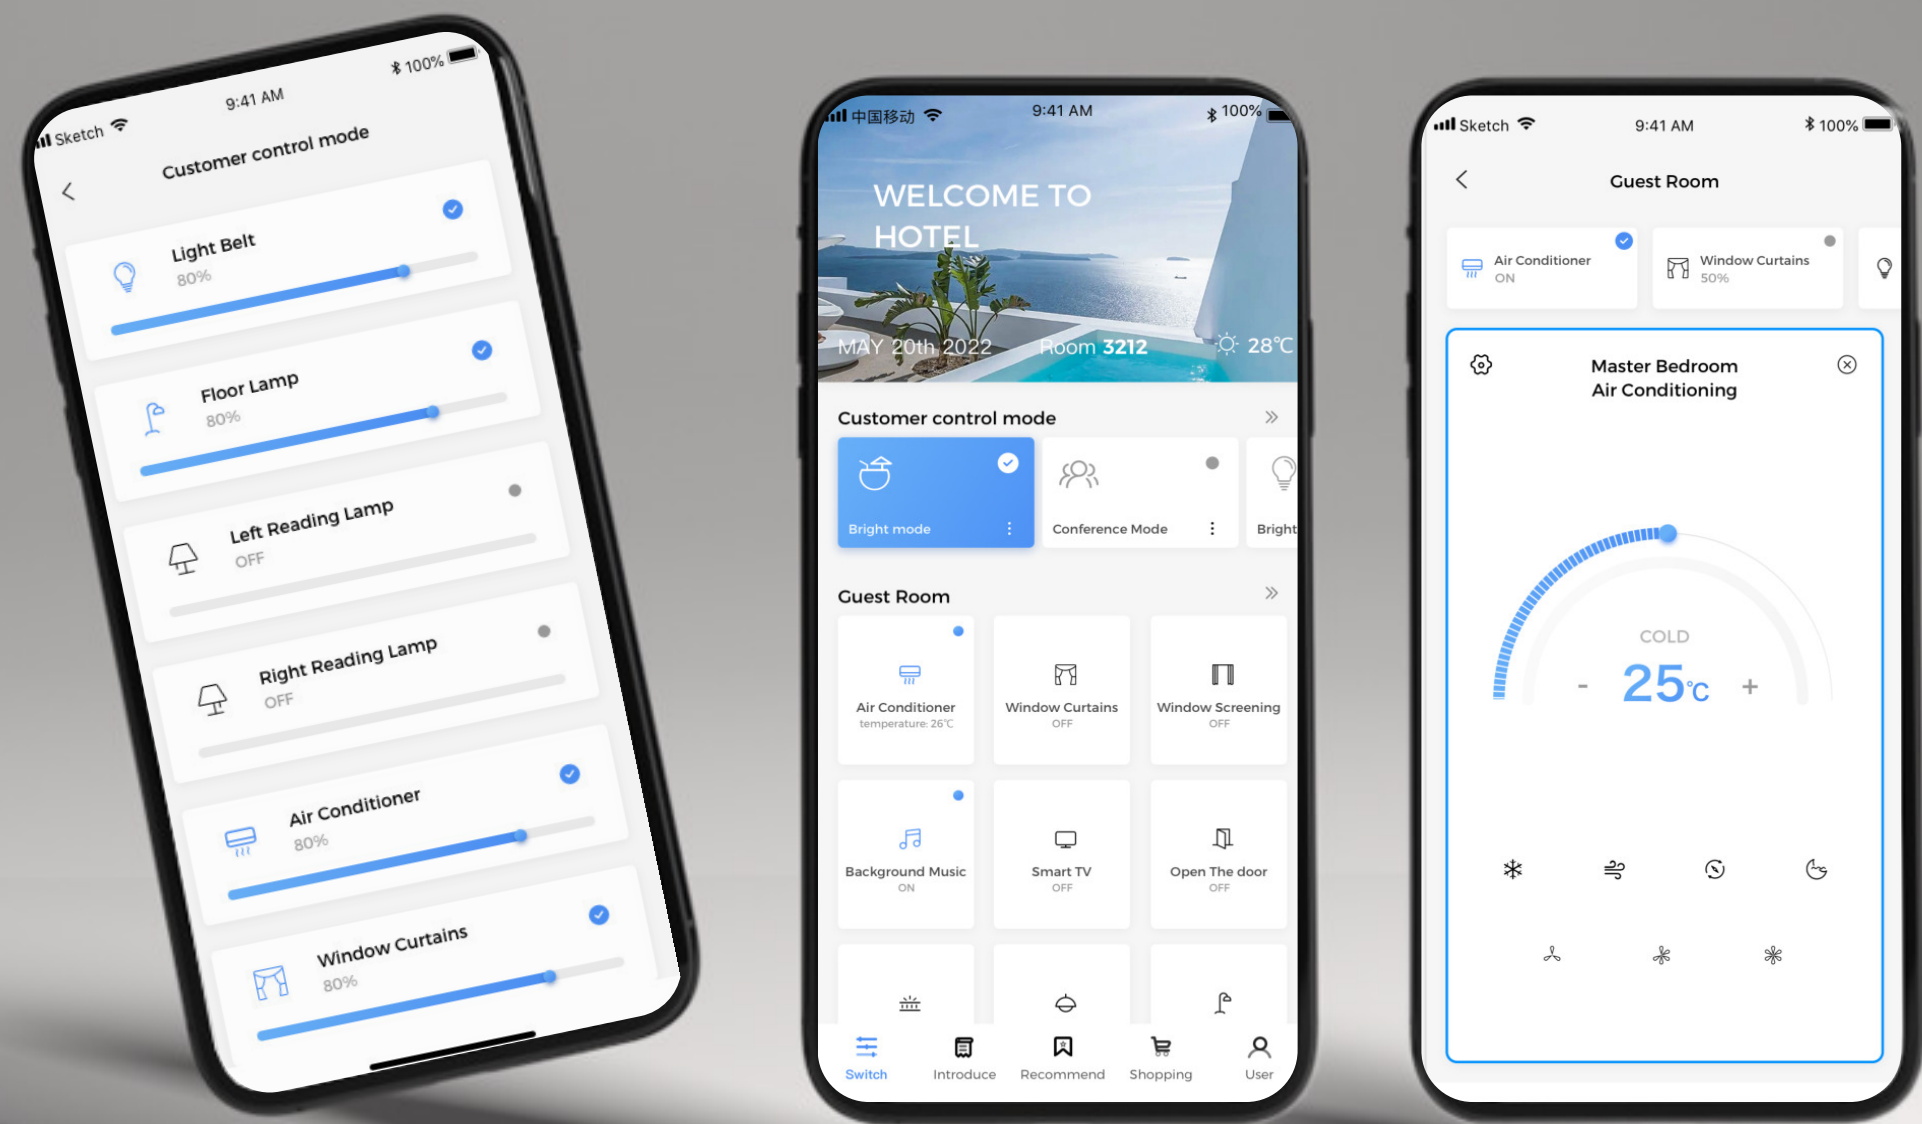 Sketch
9:41 AM
100%
Customer control mode
Light Belt
80%
Floor Lamp
80%
Left Reading Lamp
OFF
Right Reading Lamp
OFF
Air Conditioner
80%
Window Curtains
80%
中国移动
9:41 AM
100%
WELCOME TO
HOTEL
MAY 20th 2022
Room 3212
28℃
Customer control mode
Bright mode
Conference Mode
Bright
Guest Room
Air Conditioner
temperature: 26℃
Window Curtains
OFF
Window Screening
OFF
Background Music
ON
Smart TV
OFF
Open The door
OFF
Switch
Introduce
Recommend
Shopping
User
Sketch
9:41 AM
100%
Guest Room
Air Conditioner
ON
Window Curtains
50%
Master Bedroom
Air Conditioning
COLD
- 25℃ +